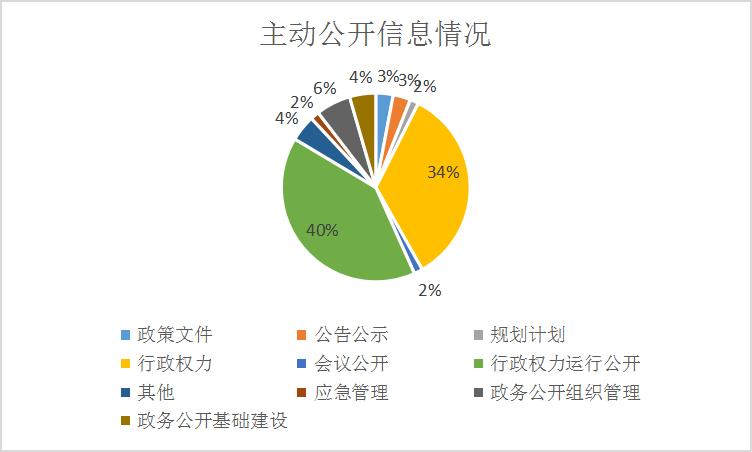 主动公开信息情况
4% 3% 3% 2%
6%
2%
4%
34%
40%
2%
政策文件 公告公示 规划计划
行政权力 会议公开 行政权力运行公开
其他 应急管理 政务公开组织管理
政务公开基础建设